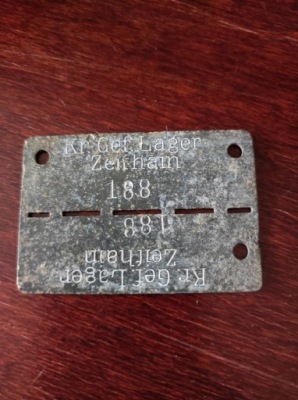 Kr. Gef. Lager
Zeithain
188
188
Zeithain
Kr. Gef. Lager